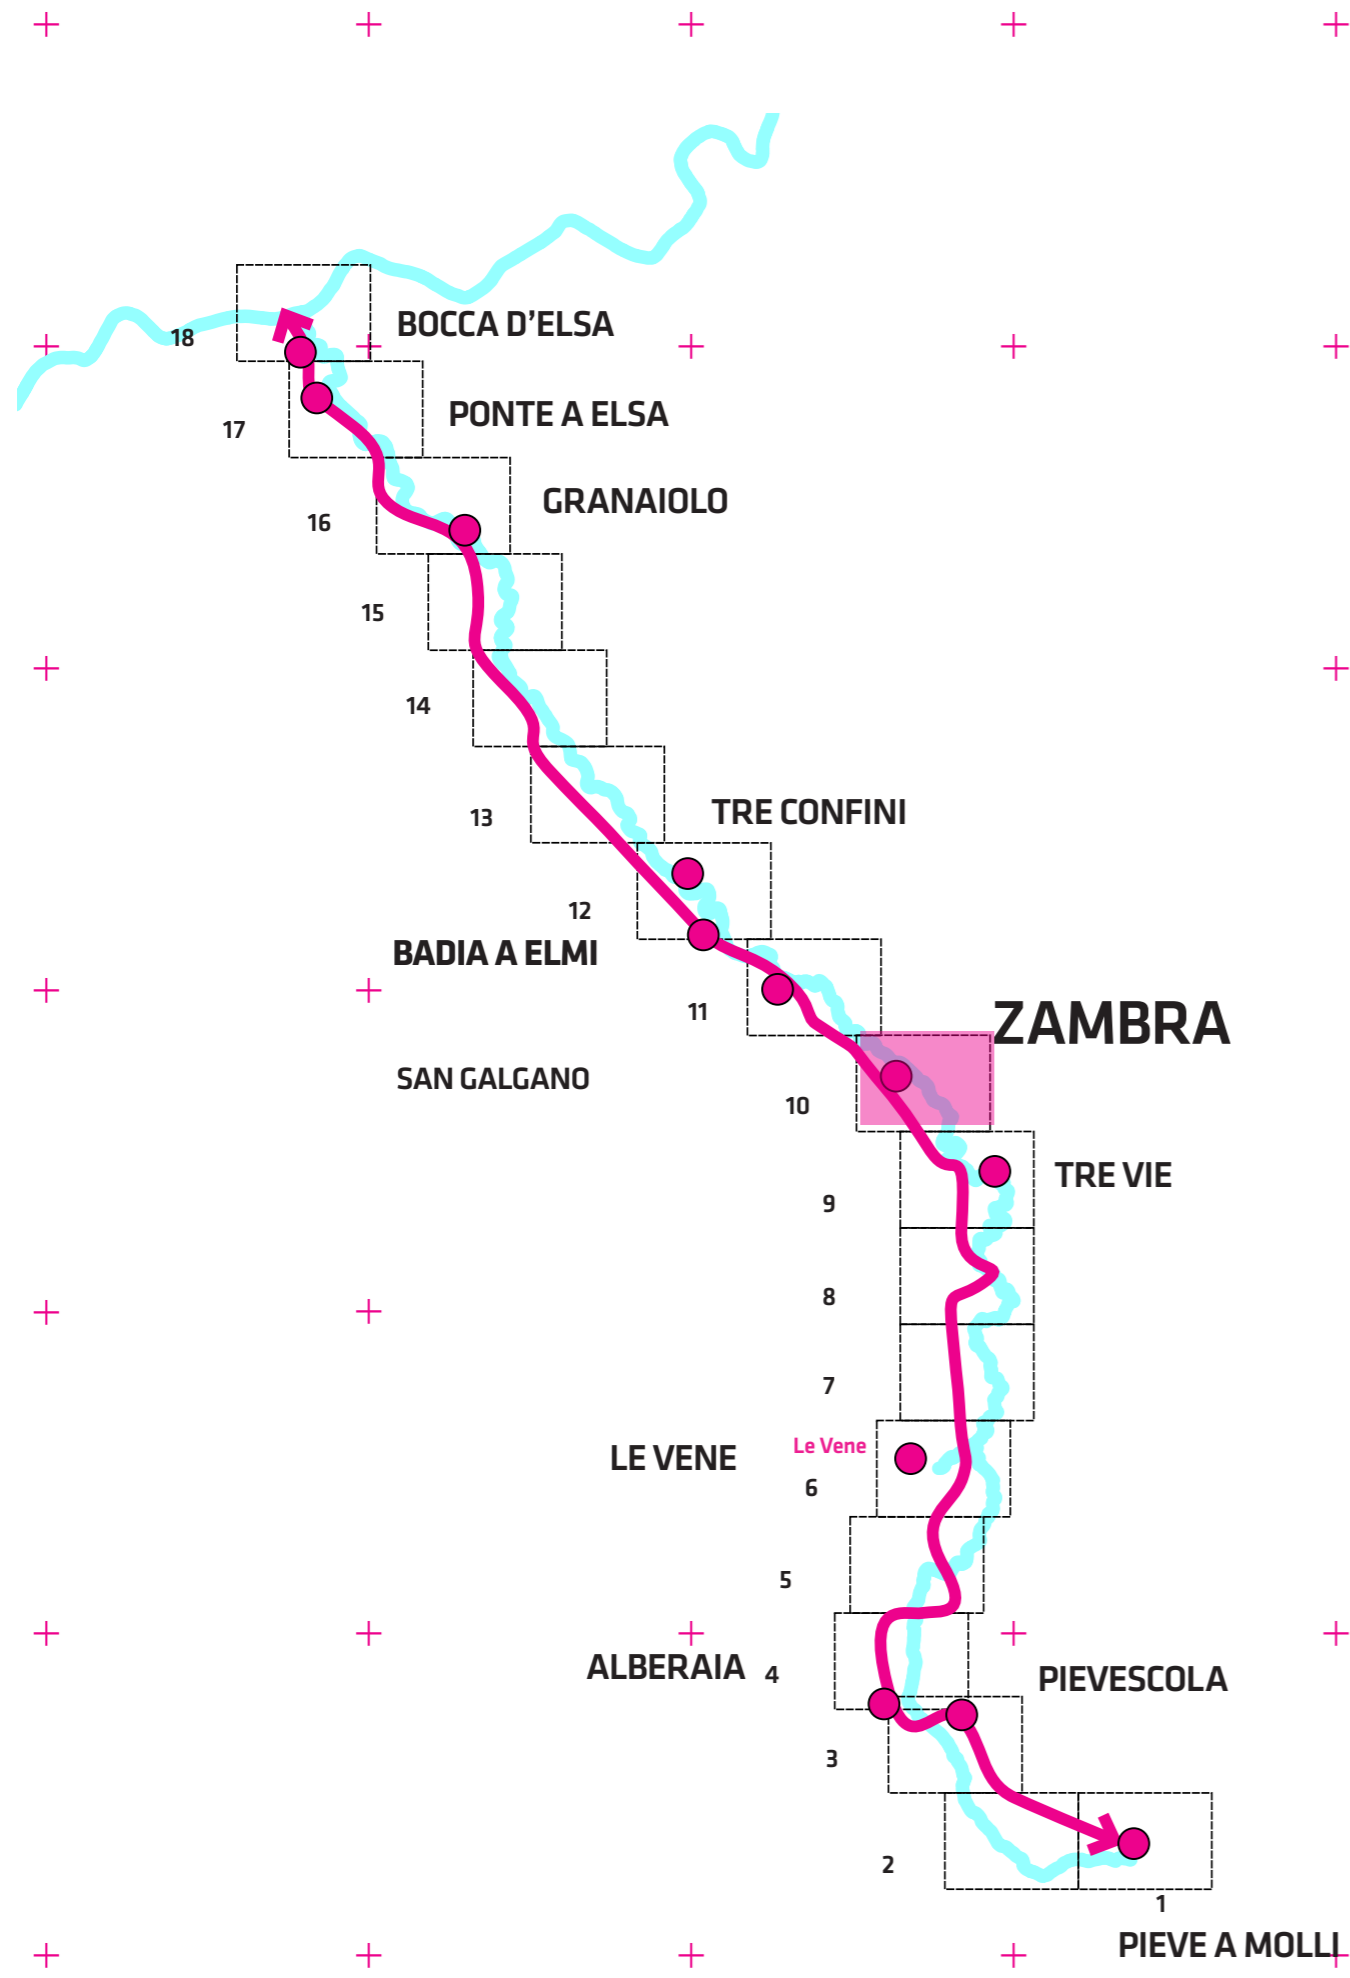 18
BOCCA D’ELSA
17
PONTE A ELSA
16
GRANAIOLO
15
14
13
TRE CONFINI
12
BADIA A ELMI
11
ZAMBRA
SAN GALGANO
10
TRE VIE
9
8
7
LE VENE
Le Vene
6
5
ALBERAIA
4
PIEVESCOLA
3
2
1
PIEVE A MOLLI